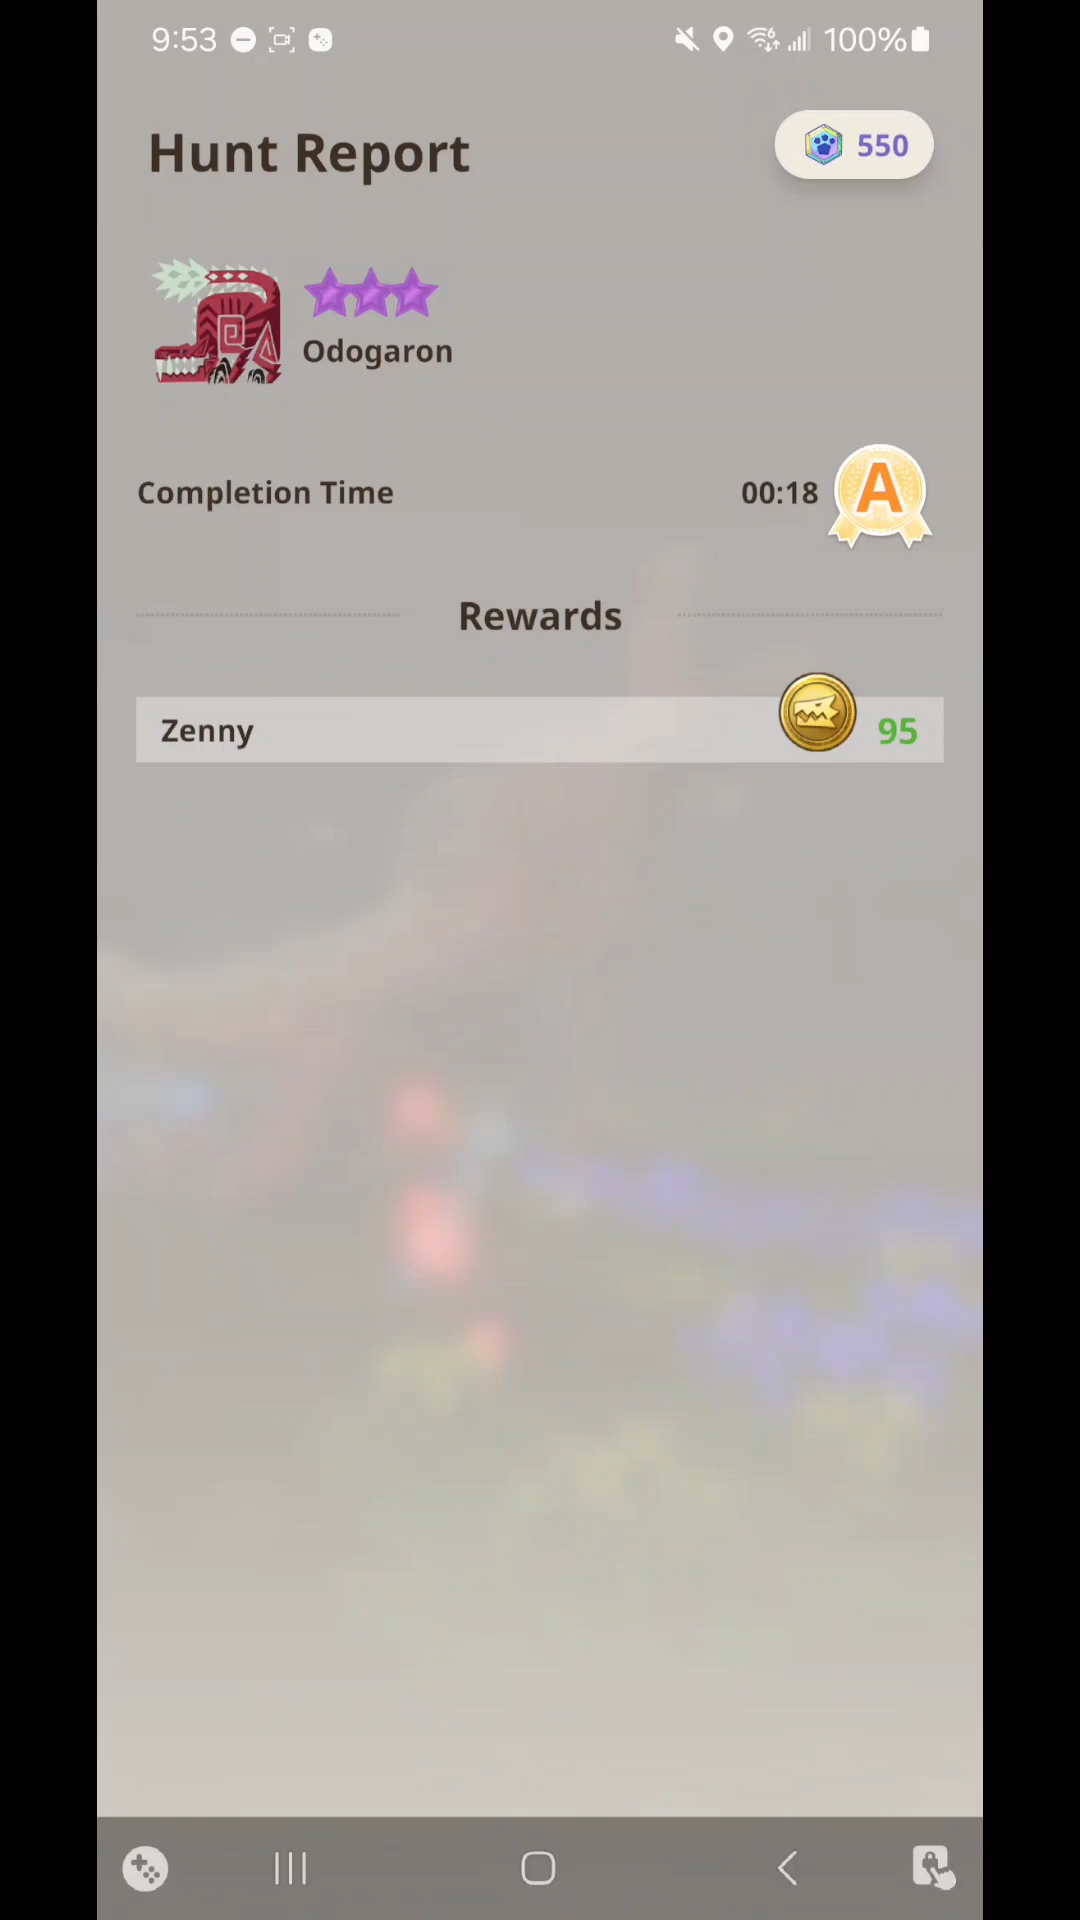 9:53
100%
Hunt Report
550
Odogaron
Completion Time
00:18
A
Rewards
Zenny
95